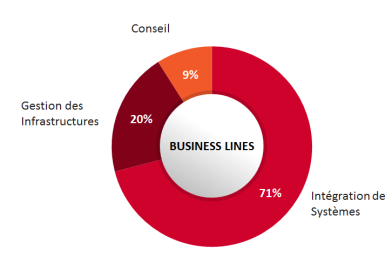 Conseil
9%
Gestion des
Infrastructures
20%
BUSINESS LINES
71%
Intégration de
Systèmes